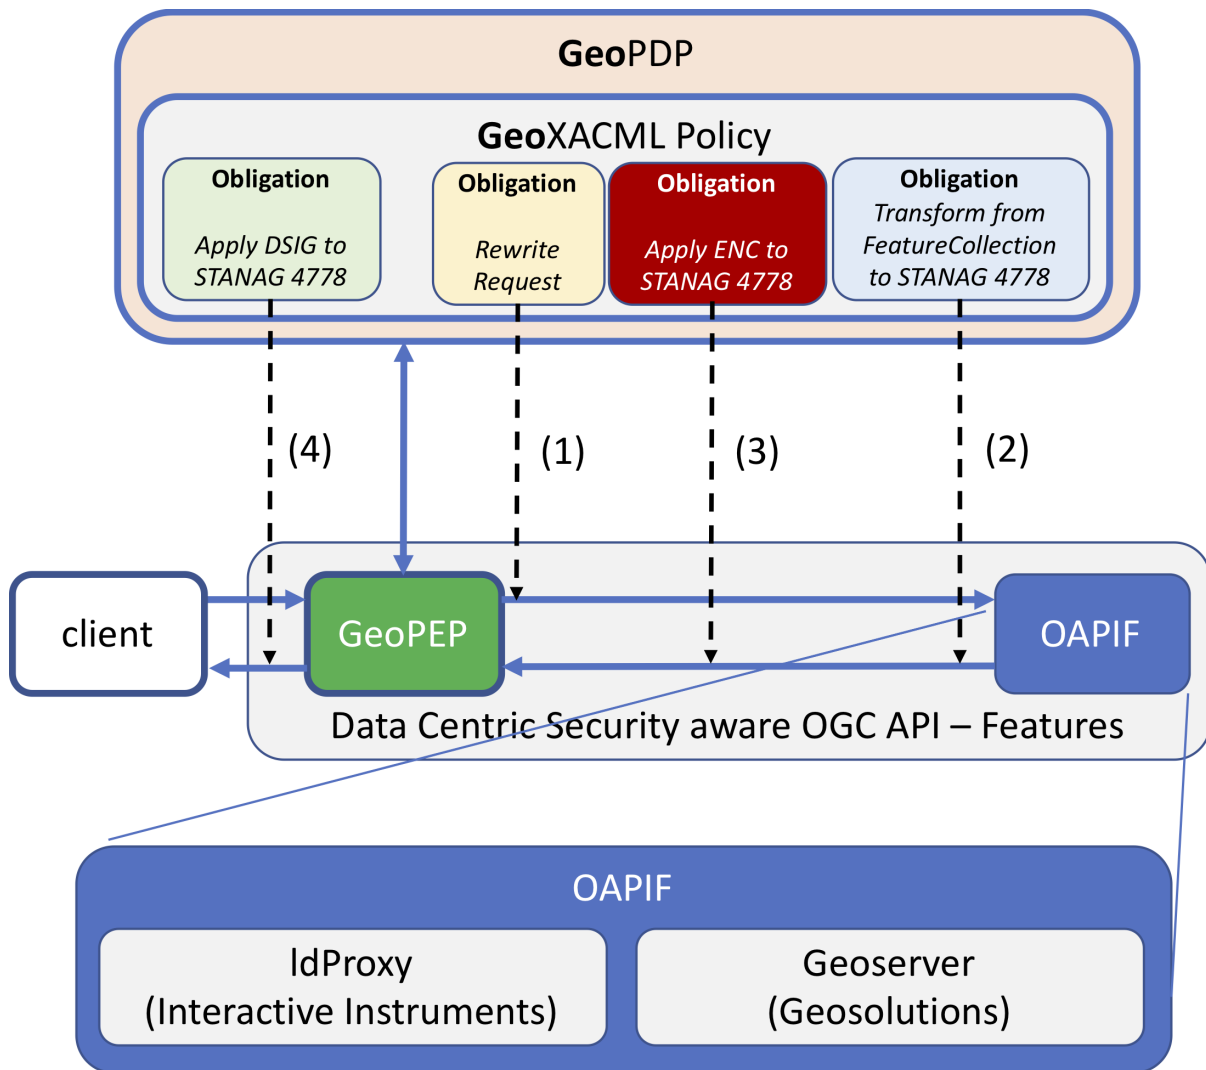 GeoPDP
GeoXACML Policy
Obligation
Apply DSIG to
STANAG 4778
Obligation
Rewrite
Request
Obligation
Apply ENC to
STANAG 4778
Obligation
Transform from
FeatureCollection
to STANAG 4778
(4)
(1)
(3)
(2)
client
GeoPEP
OAPIF
Data Centric Security aware OGC API – Features
OAPIF
ldProxy
(Interactive Instruments)
Geoserver
(Geosolutions)